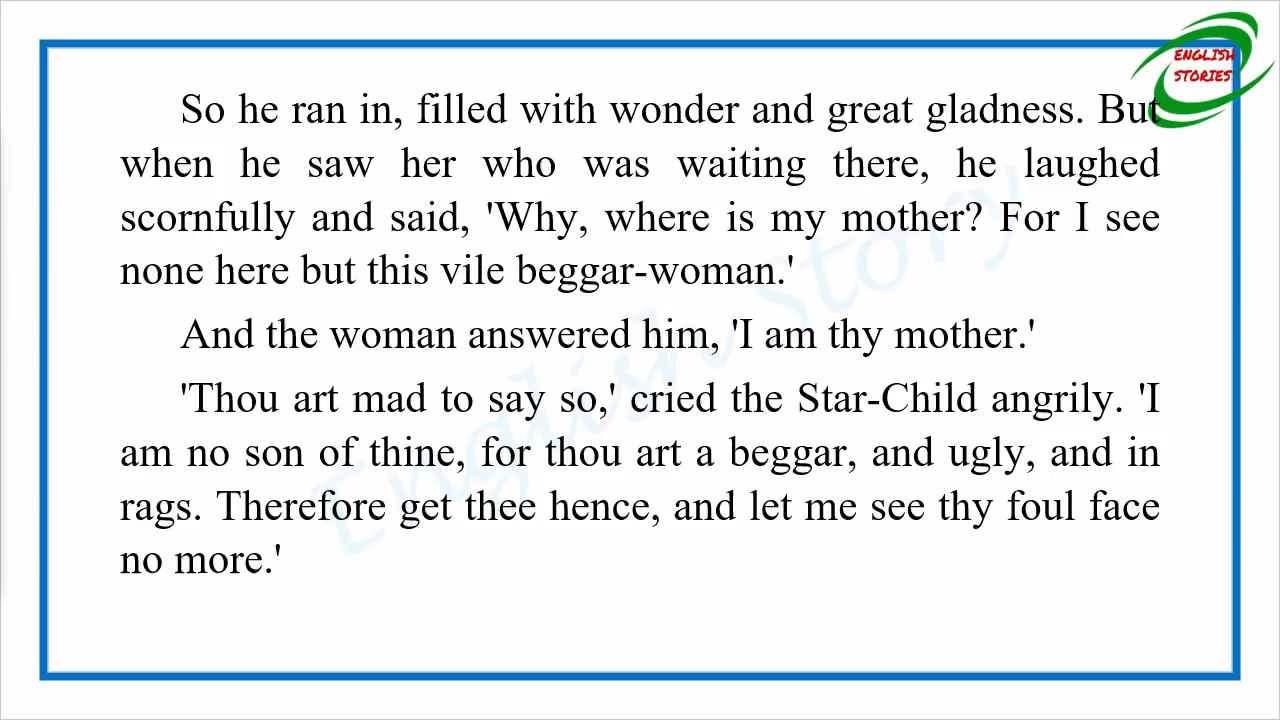 ENGLISH
STORIES
So he ran in, filled with wonder and great gladness. But
when he saw her who was waiting there, he laughed
scornfully and said, 'Why, where is my mother? For I see
none here but this vile beggar-woman.'
And the woman answered him, 'I am thy mother.'
'Thou art mad to say so,' cried the Star-Child angrily. 'I
am no son of thine, for thou art a beggar, and ugly, and in
rags. Therefore get thee hence, and let me see thy foul face
no more.'
English Story